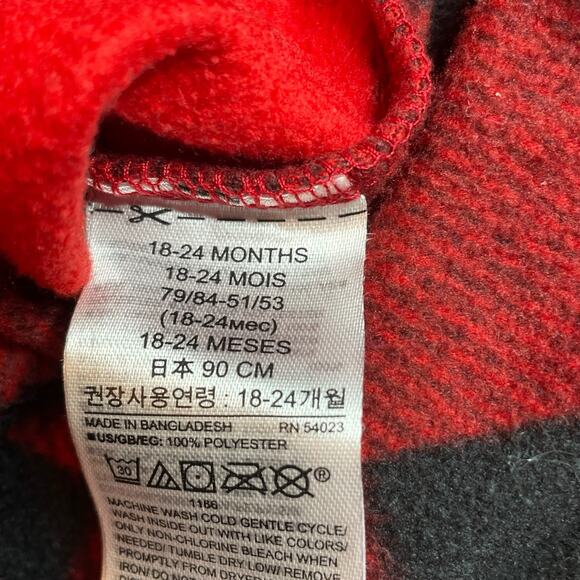 18-24 MONTHS
18-24 MOIS
79/84-51/53
(18-24мес)
18-24 MESES
日本 90 CM
권장사용연령 : 18-24개월
MADE IN BANGLADESH RN 54023
■US/GB/EG: 100% POLYESTER
30 ®
1166
MACHINE WASH COLD GENTLE CYCLE/
WASH INSIDE OUT WITH LIKE COLORS/
ONLY NON-CHLORINE BLEACH WHEN
NEEDED/ TUMBLE DRY LOW/ REMOVE
PROMPTLY FROM DRYER/
IRON/ DO NOT